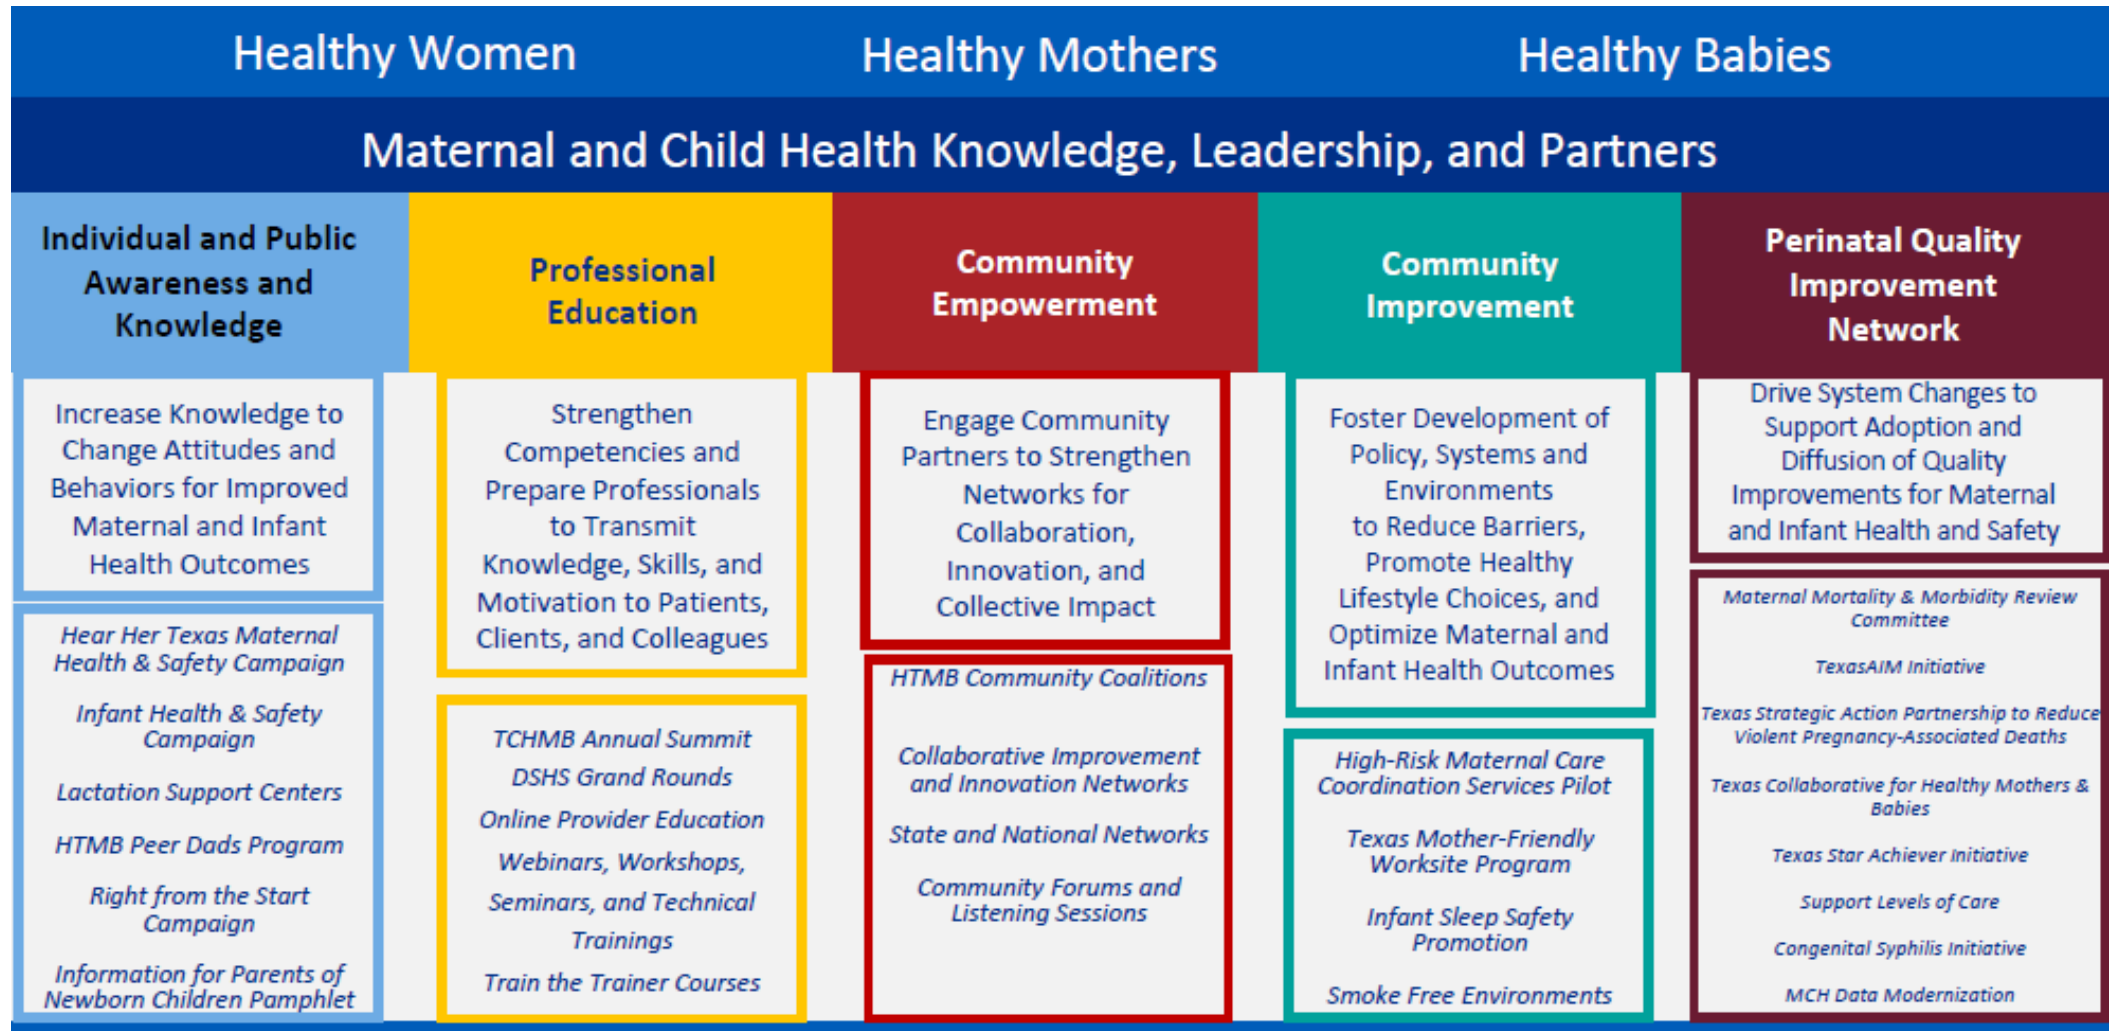 Healthy Women
Healthy Mothers
Healthy Babies
Maternal and Child Health Knowledge, Leadership, and Partners
Individual and Public
Awareness and
Knowledge
Increase Knowledge to
Change Attitudes and
Behaviors for Improved
Maternal and Infant
Health Outcomes
Hear Her Texas Maternal
Health & Safety Campaign
Infant Health & Safety
Campaign
Lactation Support Centers
HTMB Peer Dads Program
Right from the Start
Campaign
Information for Parents of
Newborn Children Pamphlet
Professional
Education
Strengthen
Competencies and
Prepare Professionals
to Transmit
Knowledge, Skills, and
Motivation to Patients,
Clients, and Colleagues
TCHMB Annual Summit
DSHS Grand Rounds
Online Provider Education
Webinars, Workshops,
Seminars, and Technical
Trainings
Train the Trainer Courses
Community
Empowerment
Engage Community
Partners to Strengthen
Networks for
Collaboration,
Innovation, and
Collective Impact
HTMB Community Coalitions
Collaborative Improvement
and Innovation Networks
State and National Networks
Community Forums and
Listening Sessions
Community
Improvement
Foster Development of
Policy, Systems and
Environments
to Reduce Barriers,
Promote Healthy
Lifestyle Choices, and
Optimize Maternal and
Infant Health Outcomes
High-Risk Maternal Care
Coordination Services Pilot
Texas Mother-Friendly
Worksite Program
Infant Sleep Safety
Promotion
Smoke Free Environments
Perinatal Quality
Improvement
Network
Drive System Changes to
Support Adoption and
Diffusion of Quality
Improvements for Maternal
and Infant Health and Safety
Maternal Mortality & Morbidity Review
Committee
TexasAIM Initiative
Texas Strategic Action Partnership to Reduce
Violent Pregnancy-Associated Deaths
Texas Collaborative for Healthy Mothers &
Babies
Texas Star Achiever Initiative
Support Levels of Care
Congenital Syphilis Initiative
MCH Data Modernization